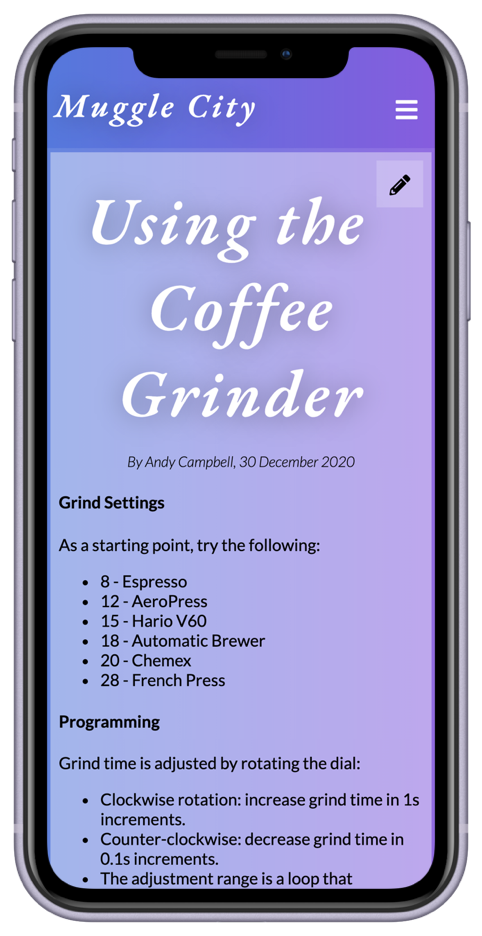 Muggle City
Using the
Coffee
Grinder
By Andy Campbell, 30 December 2020
Grind Settings
As a starting point, try the following:
• 8 - Espresso
• 12 - AeroPress
• 15 - Hario V60
• 18 - Automatic Brewer
• 20 - Chemex
• 28 - French Press
Programming
Grind time is adjusted by rotating the dial:
• Clockwise rotation: increase grind time in 1s
increments.
• Counter-clockwise: decrease grind time in
0.1s increments.
• The adjustment range is a loop that